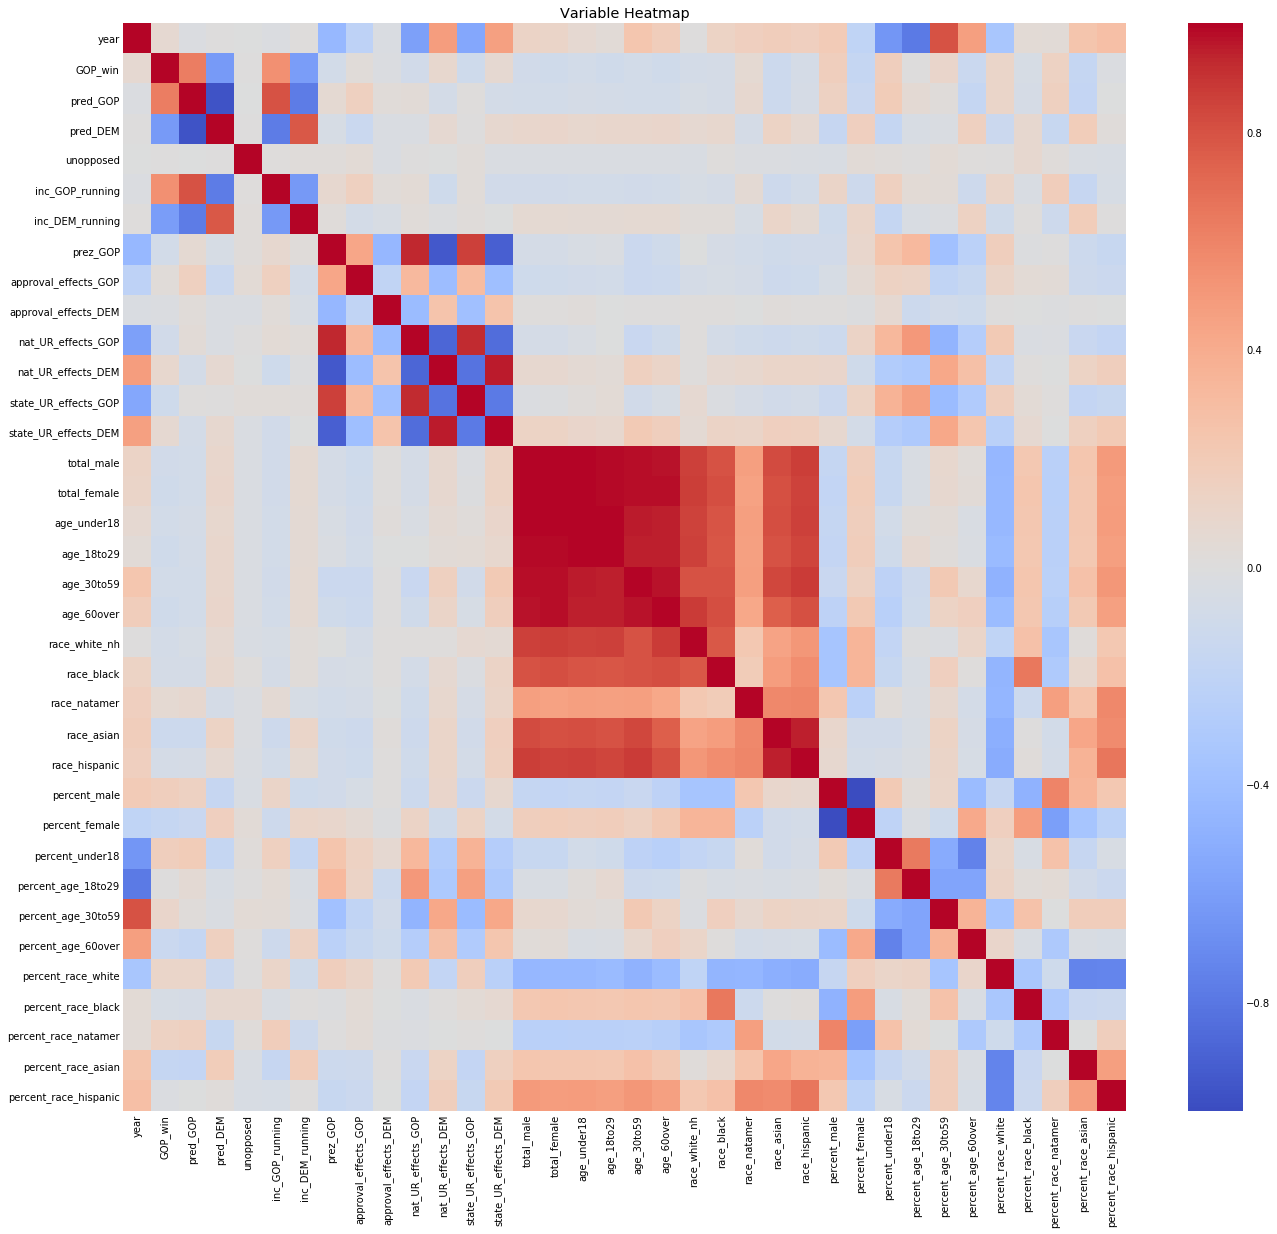 Variable Heatmap
year
GOP_win
pred_GOP
pred_DEM
unopposed
inc_GOP_running
inc_DEM_running
prez_GOP
approval_effects_GOP
approval_effects_DEM
nat_UR_effects_GOP
nat_UR_effects_DEM
state_UR_effects_GOP
state_UR_effects_DEM
total_male
total_female
age_under18
age_18to29
age_30to59
age_60over
race_white_nh
race_black
race_natamer
race_asian
race_hispanic
percent_male
percent_female
percent_under18
percent_age_18to29
percent_age_30to59
percent_age_60over
percent_race_white
percent_race_black
percent_race_natamer
percent_race_asian
percent_race_hispanic
year
GOP_win
pred_GOP
pred_DEM
unopposed
inc_GOP_running
inc_DEM_running
prez_GOP
approval_effects_GOP
approval_effects_DEM
nat_UR_effects_GOP
nat_UR_effects_DEM
state_UR_effects_GOP
state_UR_effects_DEM
total_male
total_female
age_under18
age_18to29
age_30to59
age_60over
race_white_nh
race_black
race_natamer
race_asian
race_hispanic
percent_male
percent_female
percent_under18
percent_age_18to29
percent_age_30to59
percent_age_60over
percent_race_white
percent_race_black
percent_race_natamer
percent_race_asian
percent_race_hispanic
0.8
0.4
0.0
−0.4
−0.8